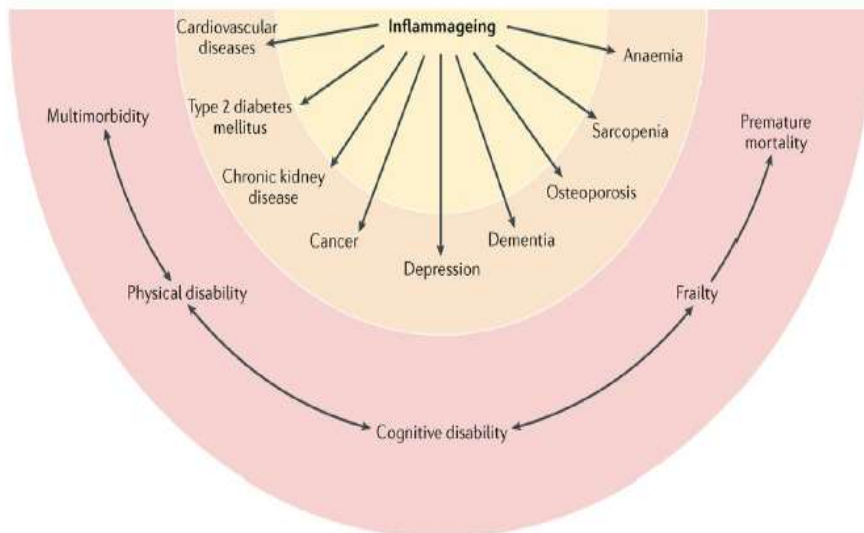 Inflammageing
Cardiovascular
diseases
Type 2 diabetes
mellitus
Chronic kidney
disease
Cancer
Depression
Dementia
Osteoporosis
Sarcopenia
Anaemia
Multimorbidity
Physical disability
Cognitive disability
Frailty
Premature
mortality